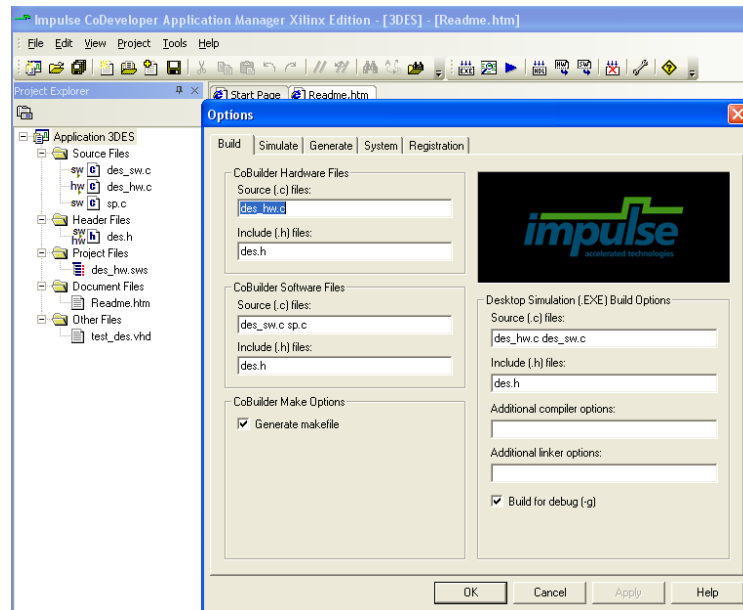 Impulse CoDeveloper Application Manager Xilinx Edition - [3DES] - [Readme.htm]
File Edit View Project Tools Help
Project Explorer
Start Page Readme.htm
Application 3DES
Source Files
sw c des_sw.c
hw c des_hw.c
sw c sp.c
Header Files
sw hw h des.h
Project Files
des_hw.sws
Document Files
Readme.htm
Other Files
test_des.vhd
Options
Build Simulate Generate System Registration
CoBuilder Hardware Files
Source (.c) files:
des_hw.c
Include (.h) files:
des.h
CoBuilder Software Files
Source (.c) files:
des_sw.c sp.c
Include (.h) files:
des.h
CoBuilder Make Options
Generate makefile
impulse
accelerated technologies
Desktop Simulation (.EXE) Build Options
Source (.c) files:
des_hw.c des_sw.c
Include (.h) files:
des.h
Additional compiler options:
Additional linker options:
Build for debug (-g)
OK Cancel Apply Help